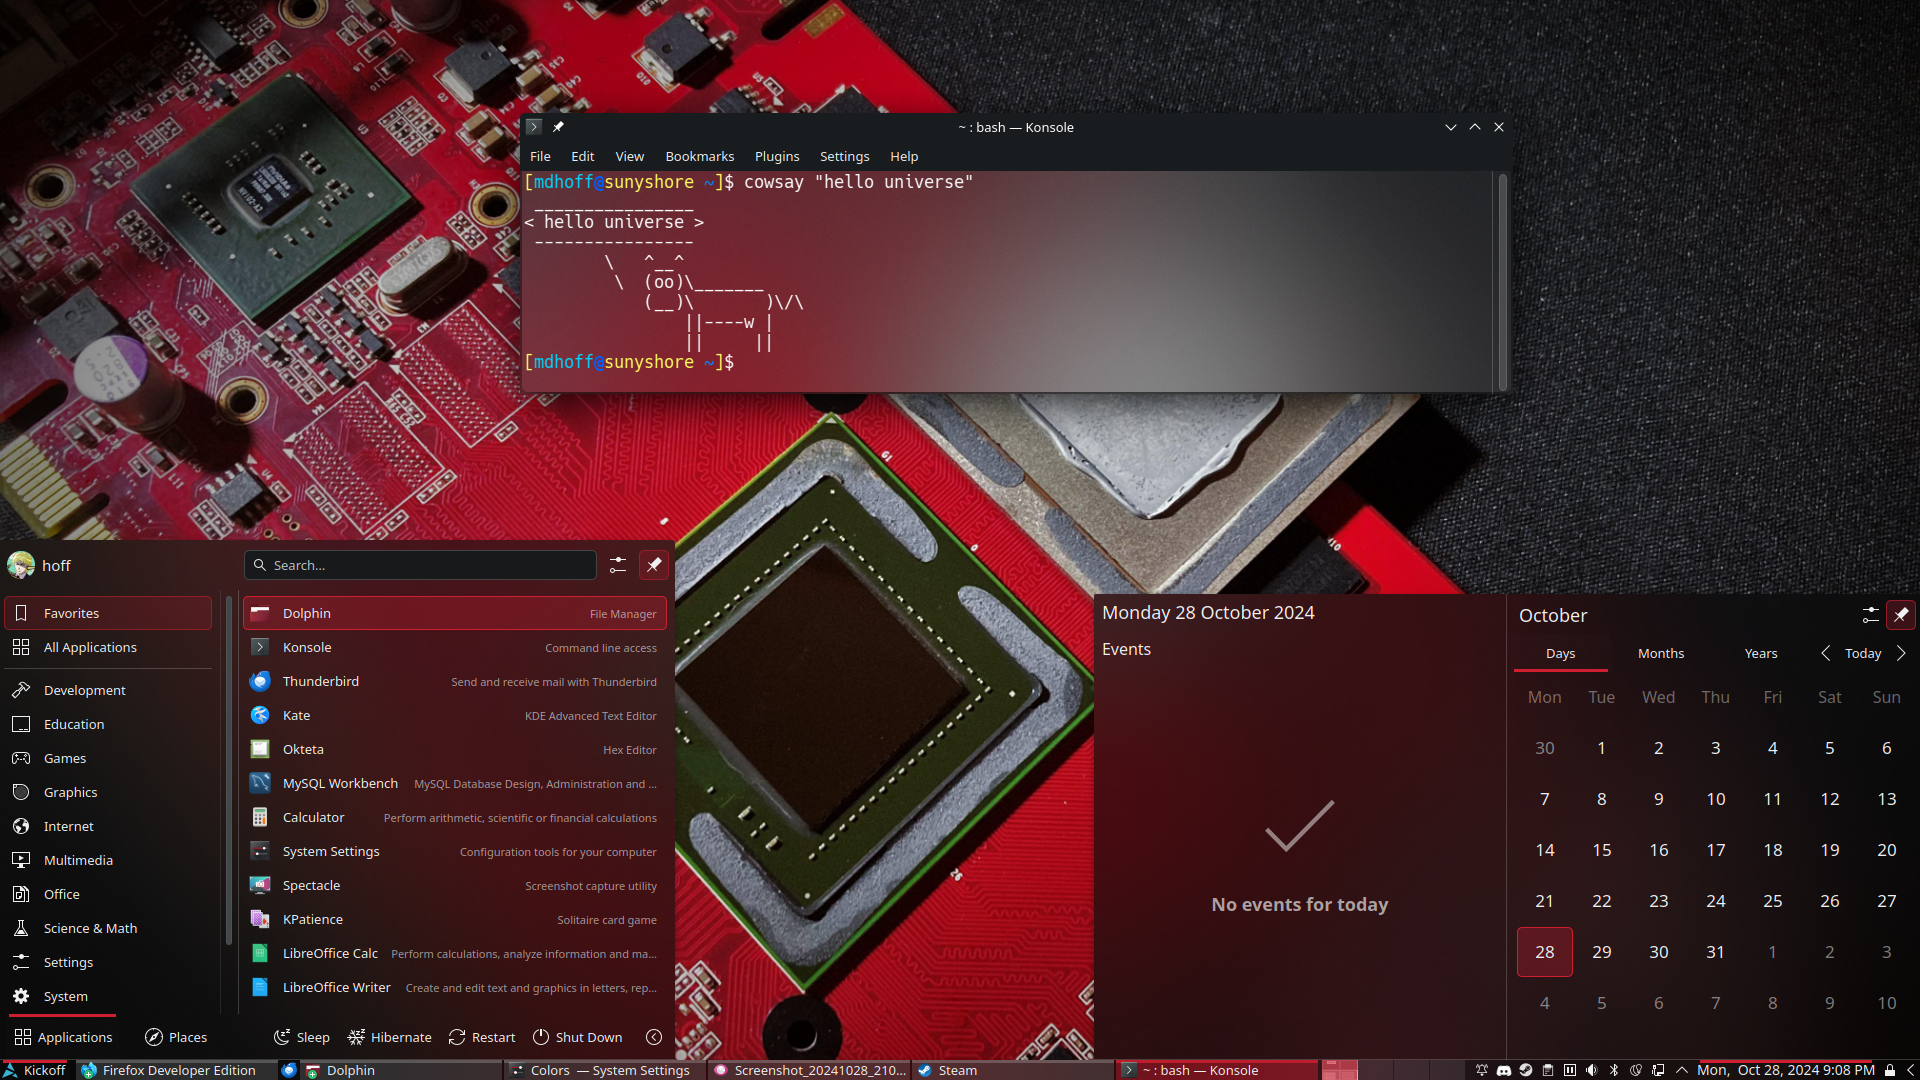 ~ : bash — Konsole
File Edit View Bookmarks Plugins Settings Help
[mdhoff@sunyshore ~]$ cowsay "hello universe"
 ________________
< hello universe >
 ----------------
        \   ^__^
         \  (oo)\_______
            (__)\       )\/\
                ||----w |
                ||     ||
[mdhoff@sunyshore ~]$
hoff
Search...
Favorites
All Applications
Development
Education
Games
Graphics
Internet
Multimedia
Office
Science & Math
Settings
System
Dolphin File Manager
Konsole Command line access
Thunderbird Send and receive mail with Thunderbird
Kate KDE Advanced Text Editor
Okteta Hex Editor
MySQL Workbench MySQL Database Design, Administration and ...
Calculator Perform arithmetic, scientific or financial calculations
System Settings Configuration tools for your computer
Spectacle Screenshot capture utility
KPatience Solitaire card game
LibreOffice Calc Perform calculations, analyze information and ma...
LibreOffice Writer Create and edit text and graphics in letters, rep...
Applications Places Sleep Hibernate Restart Shut Down
Monday 28 October 2024
Events
No events for today
October
Days Months Years Today
Mon Tue Wed Thu Fri Sat Sun
30 1 2 3 4 5 6
7 8 9 10 11 12 13
14 15 16 17 18 19 20
21 22 23 24 25 26 27
28 29 30 31 1 2 3
4 5 6 7 8 9 10
Kickoff Firefox Developer Edition Dolphin Colors — System Settings Screenshot_20241028_210... Steam ~ : bash — Konsole Mon, Oct 28, 2024 9:08 PM